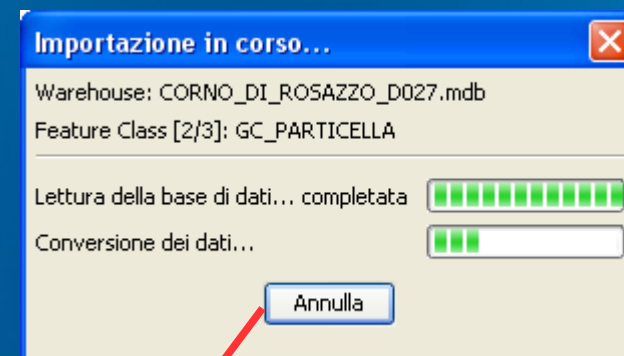 Importazione in corso...
Warehouse: CORNO_DI_ROSAZZO_D027.mdb
Feature Class [2/3]: GC_PARTICELLA
Lettura della base di dati... completata
Conversione dei dati...
Annulla